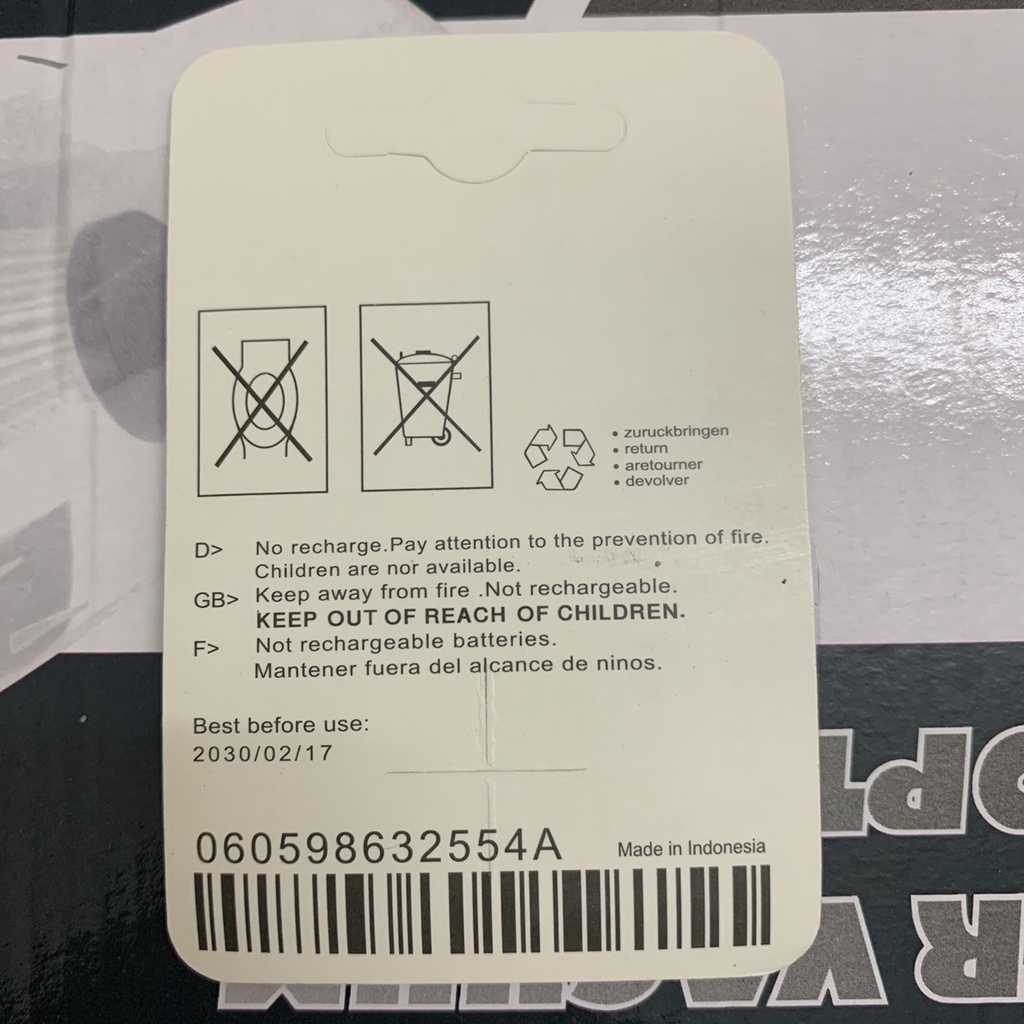 • zuruckbringen
• return
• aretourner
• devolver
D> No recharge.Pay attention to the prevention of fire.
Children are nor available.
GB> Keep away from fire .Not rechargeable.
KEEP OUT OF REACH OF CHILDREN.
F> Not rechargeable batteries.
Mantener fuera del alcance de ninos.
Best before use:
2030/02/17
060598632554A
Made in Indonesia